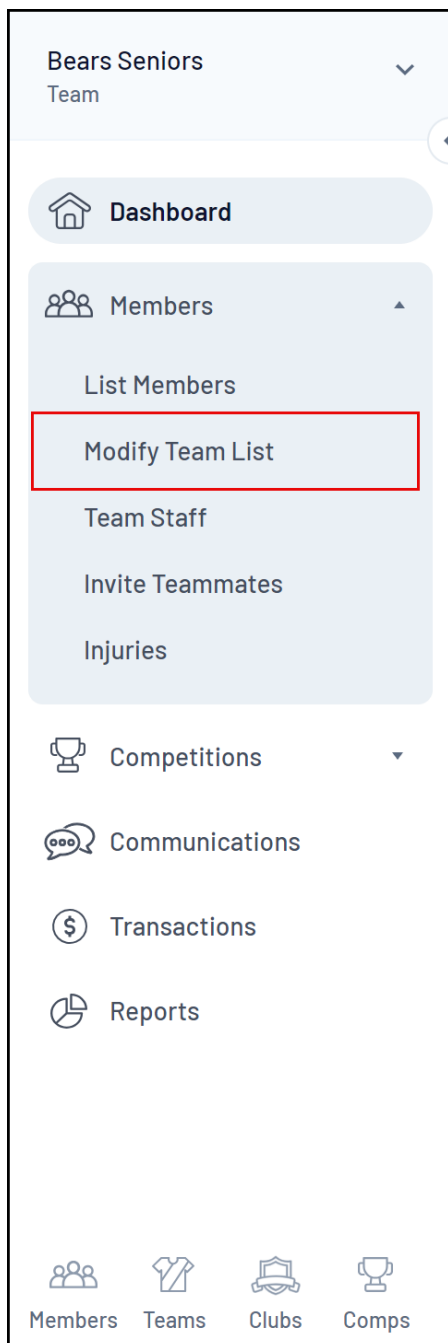 Bears Seniors
Team
Dashboard
Members
List Members
Modify Team List
Team Staff
Invite Teammates
Injuries
Competitions
Communications
$ Transactions
Reports
Members Teams Clubs Comps